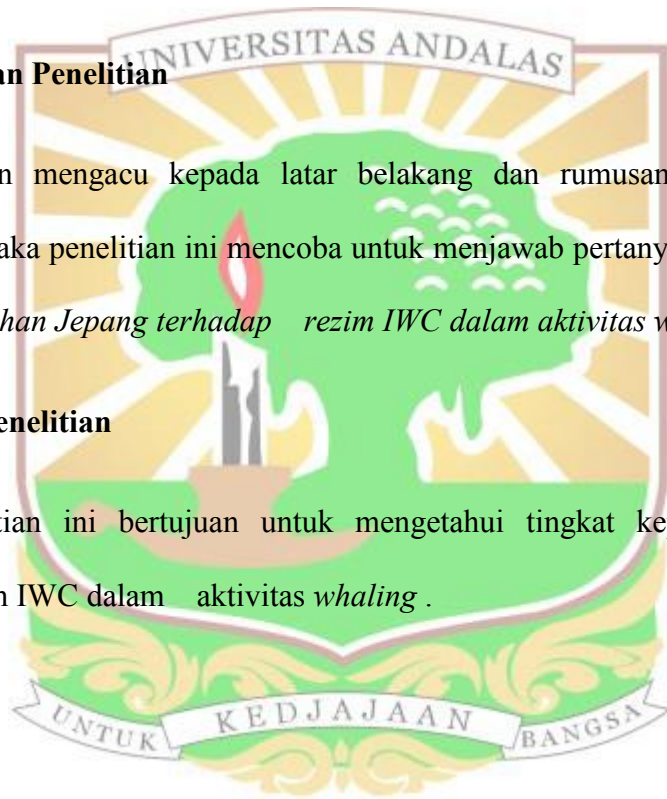 UNIVERSITAS ANDALAS
an Penelitian
n mengacu kepada latar belakang dan rumusan
aka penelitian ini mencoba untuk menjawab pertany
han Jepang terhadap rezim IWC dalam aktivitas w
enelitian
tian ini bertujuan untuk mengetahui tingkat ke
n IWC dalam aktivitas whaling .
UNTUK KEDJAJAAN BANGSA